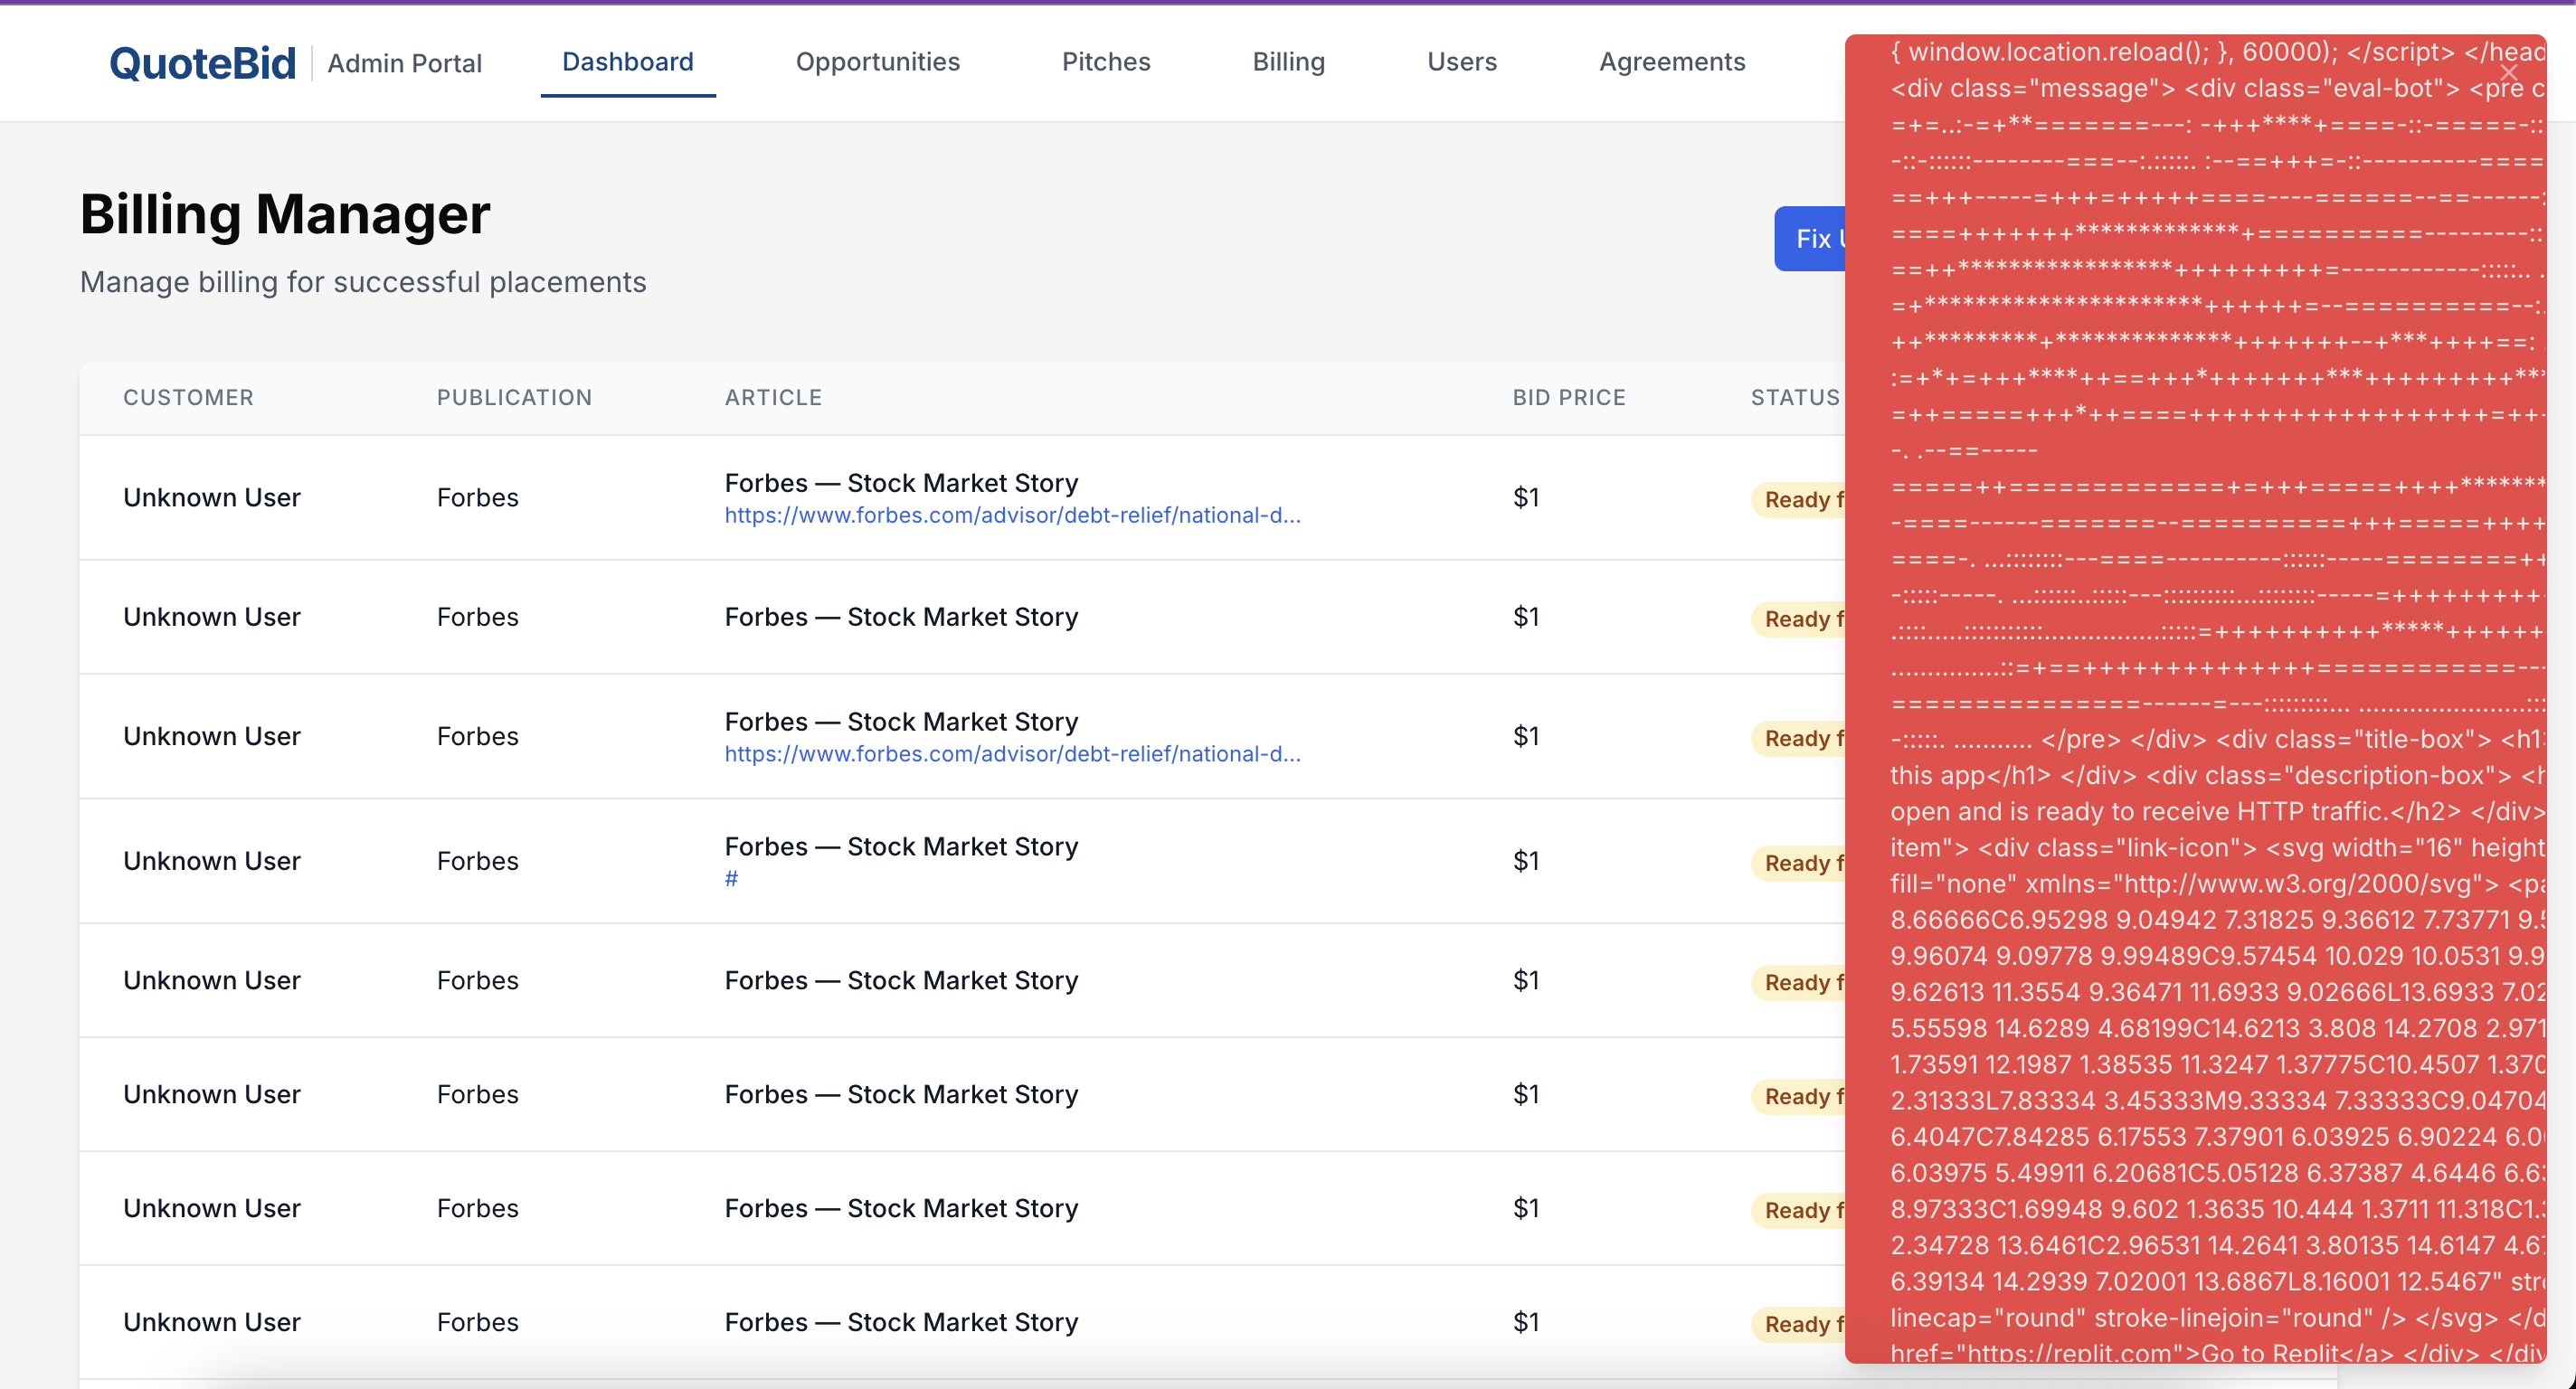 QuoteBid
Admin Portal
Dashboard
Opportunities
Pitches
Billing
Users
Agreements
Billing Manager
Manage billing for successful placements
Fix
CUSTOMER PUBLICATION ARTICLE BID PRICE STATUS
Unknown User Forbes Forbes — Stock Market Story $1 Ready f
https://www.forbes.com/advisor/debt-relief/national-d...
Unknown User Forbes Forbes — Stock Market Story $1 Ready f
Unknown User Forbes Forbes — Stock Market Story $1 Ready f
https://www.forbes.com/advisor/debt-relief/national-d...
Unknown User Forbes Forbes — Stock Market Story $1 Ready f
#
Unknown User Forbes Forbes — Stock Market Story $1 Ready f
Unknown User Forbes Forbes — Stock Market Story $1 Ready f
Unknown User Forbes Forbes — Stock Market Story $1 Ready f
Unknown User Forbes Forbes — Stock Market Story $1 Ready f
{ window.location.reload(); }, 60000); </script> </head
<div class="message"> <div class="eval-bot"> <pre c
-. .--==-----
-:::::. ........... </pre> </div> <div class="title-box"> <h1
this app</h1> </div> <div class="description-box"> <h
open and is ready to receive HTTP traffic.</h2> </div>
item"> <div class="link-icon"> <svg width="16" height
fill="none" xmlns="http://www.w3.org/2000/svg"> <pa
8.66666C6.95298 9.04942 7.31825 9.36612 7.73771 9.5
9.96074 9.09778 9.99489C9.57454 10.029 10.0531 9.9
9.62613 11.3554 9.36471 11.6933 9.02666L13.6933 7.02
5.55598 14.6289 4.68199C14.6213 3.808 14.2708 2.971
1.73591 12.1987 1.38535 11.3247 1.37775C10.4507 1.370
2.31333L7.83334 3.45333M9.33334 7.33333C9.04704
6.4047C7.84285 6.17553 7.37901 6.03925 6.90224 6.0
6.03975 5.49911 6.20681C5.05128 6.37387 4.6446 6.6
8.97333C1.69948 9.602 1.3635 10.444 1.3711 11.318C1.3
2.34728 13.6461C2.96531 14.2641 3.80135 14.6147 4.67
6.39134 14.2939 7.02001 13.6867L8.16001 12.5467" stro
linecap="round" stroke-linejoin="round" /> </svg> </d
href="https://replit.com">Go to Replit</a> </div> </div